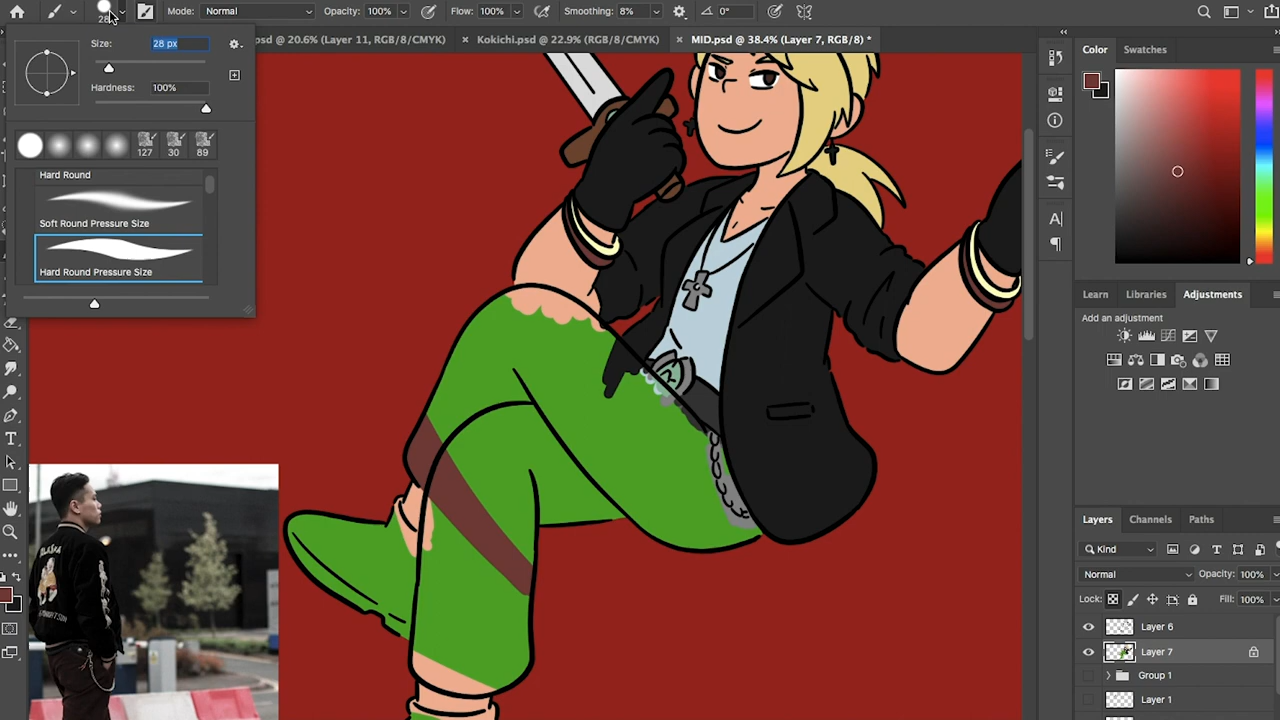 28
Mode: Normal
Opacity: 100%
Flow: 100%
Smoothing: 8%
0°
psd @ 20.6% (Layer 11, RGB/8/CMYK)
× Kokichi.psd @ 22.9% (RGB/8/CMYK)
× MID.psd @ 38.4% (Layer 7, RGB/8) *
Size: 28 px
Hardness: 100%
127 30 89
Hard Round
Soft Round Pressure Size
Hard Round Pressure Size
Color Swatches
Learn Libraries Adjustments
Add an adjustment
Layers Channels Paths
Kind
Normal Opacity: 100%
Lock: Fill: 100%
Layer 6
Layer 7
Group 1
Layer 1
ALASKA